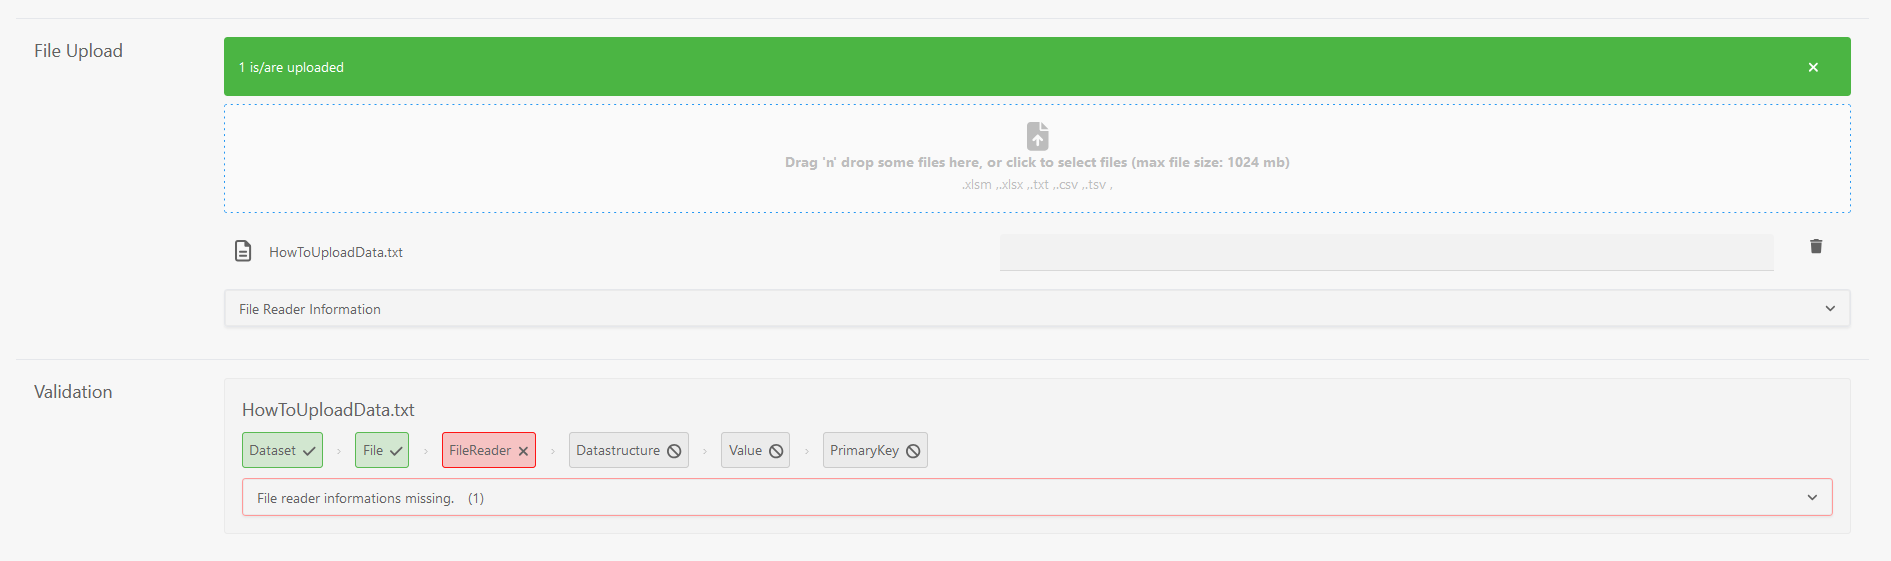 File Upload
1 is/are uploaded
Drag 'n' drop some files here, or click to select files (max file size: 1024 mb)
.xlsm ,.xlsx ,.txt ,.csv ,.tsv ,
HowToUploadData.txt
File Reader Information
Validation
HowToUploadData.txt
Dataset › File › FileReader › Datastructure › Value › PrimaryKey
File reader informations missing. (1)